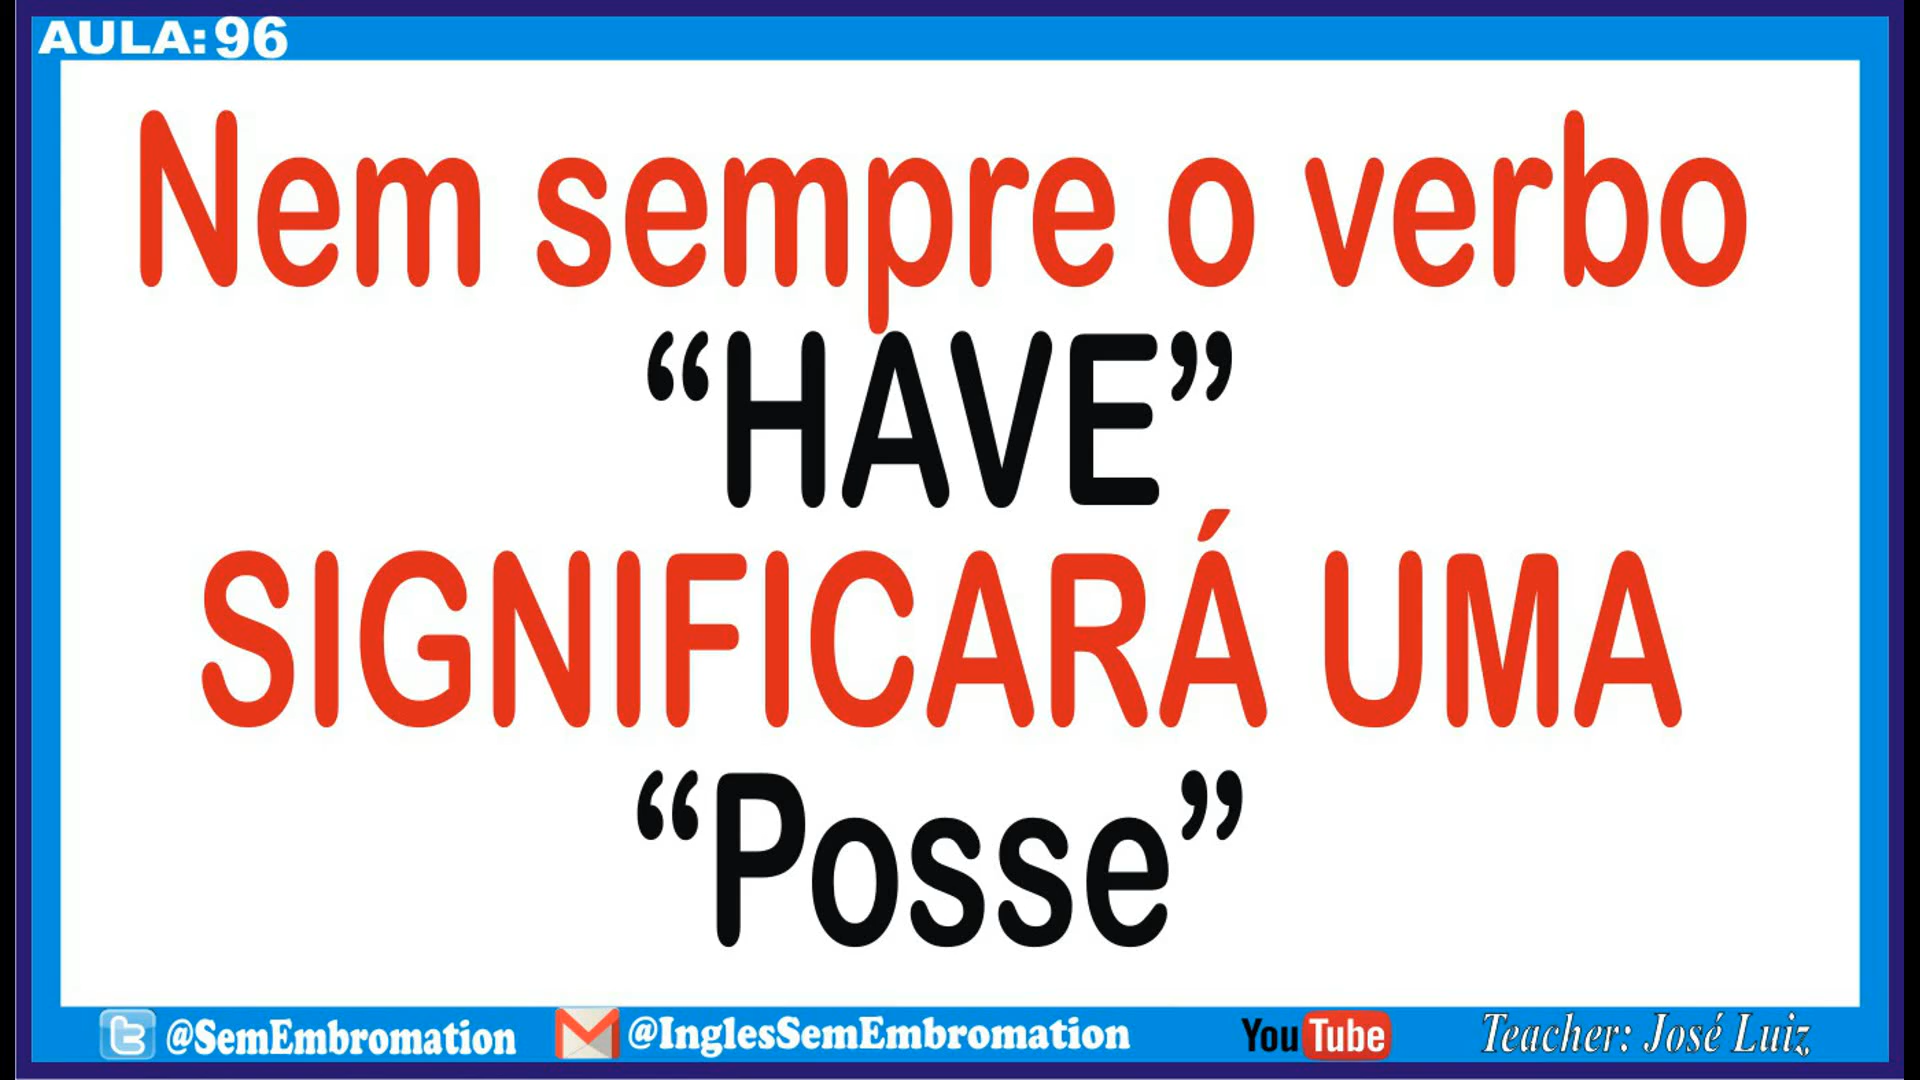 AULA: 96
Nem sempre o verbo
“HAVE”
SIGNIFICARÁ UMA
“Posse”
@SemEmbromation @InglesSemEmbromation YouTube Teacher: José Luiz